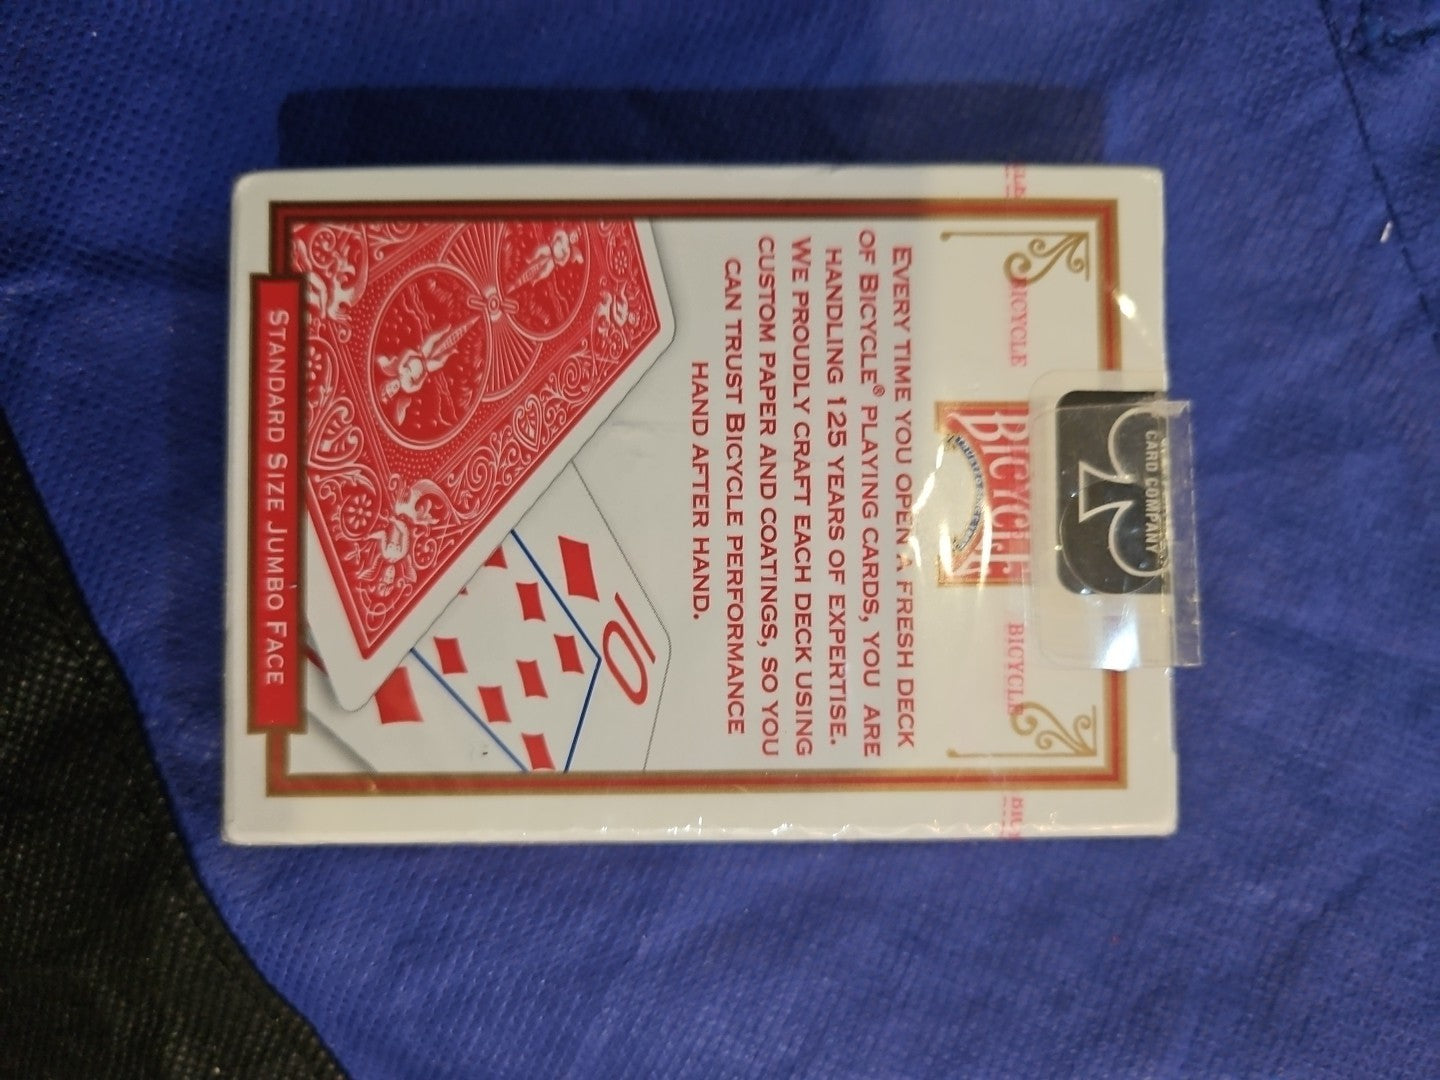 CARD COMPANY
BICYCLE
BICYCLE
BICYCLE
EVERY TIME YOU OPEN A FRESH DECK
OF BICYCLE® PLAYING CARDS, YOU ARE
HANDLING 125 YEARS OF EXPERTISE.
WE PROUDLY CRAFT EACH DECK USING
CUSTOM PAPER AND COATINGS, SO YOU
CAN TRUST BICYCLE PERFORMANCE
HAND AFTER HAND.
10
STANDARD SIZE JUMBO FACE